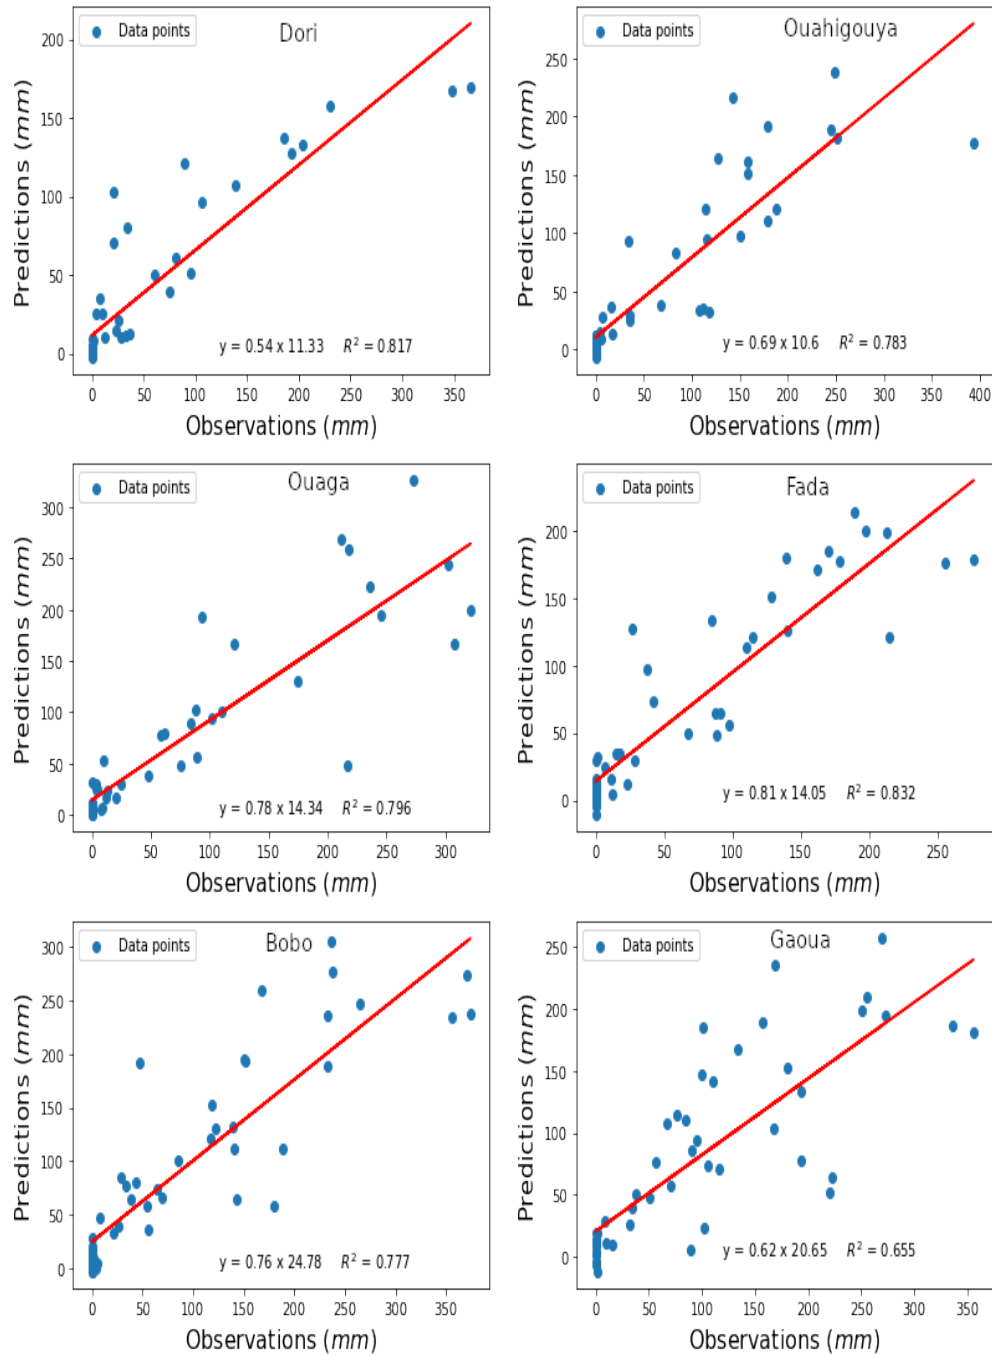 Data points
Dori
Predictions (mm)
200
150
100
50
0
y = 0.54 x 11.33 R² = 0.817
0 50 100 150 200 250 300 350
Observations (mm)
Data points
Ouahigouya
Predictions (mm)
250
200
150
100
50
0
y = 0.69 x 10.6 R² = 0.783
0 50 100 150 200 250 300 350 400
Observations (mm)
Data points
Ouaga
Predictions (mm)
300
250
200
150
100
50
0
y = 0.78 x 14.34 R² = 0.796
0 50 100 150 200 250 300
Observations (mm)
Data points
Fada
Predictions (mm)
200
150
100
50
0
y = 0.81 x 14.05 R² = 0.832
0 50 100 150 200 250
Observations (mm)
Data points
Bobo
Predictions (mm)
300
250
200
150
100
50
0
y = 0.76 x 24.78 R² = 0.777
0 50 100 150 200 250 300 350
Observations (mm)
Data points
Gaoua
Predictions (mm)
250
200
150
100
50
0
y = 0.62 x 20.65 R² = 0.655
0 50 100 150 200 250 300 350
Observations (mm)